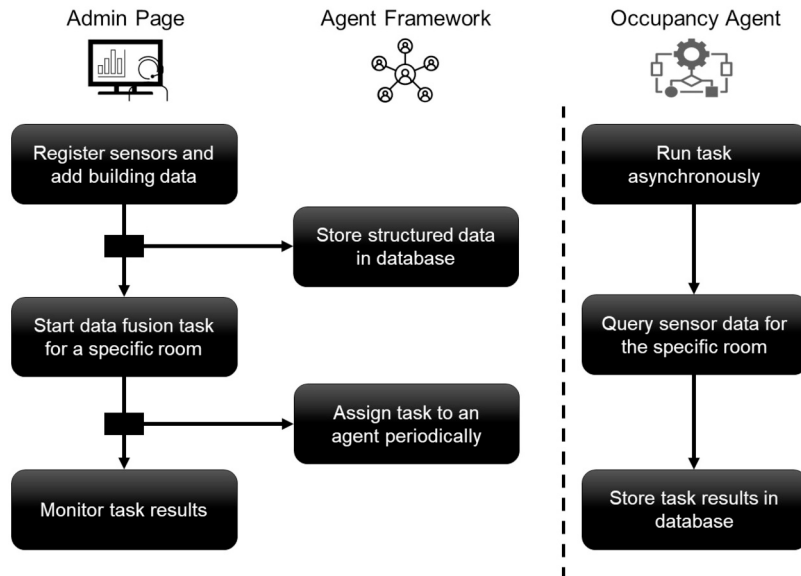 Admin Page
Agent Framework
Occupancy Agent
Register sensors and
add building data
Run task
asynchronously
Store structured data
in database
Start data fusion task
for a specific room
Query sensor data for
the specific room
Assign task to an
agent periodically
Monitor task results
Store task results in
database